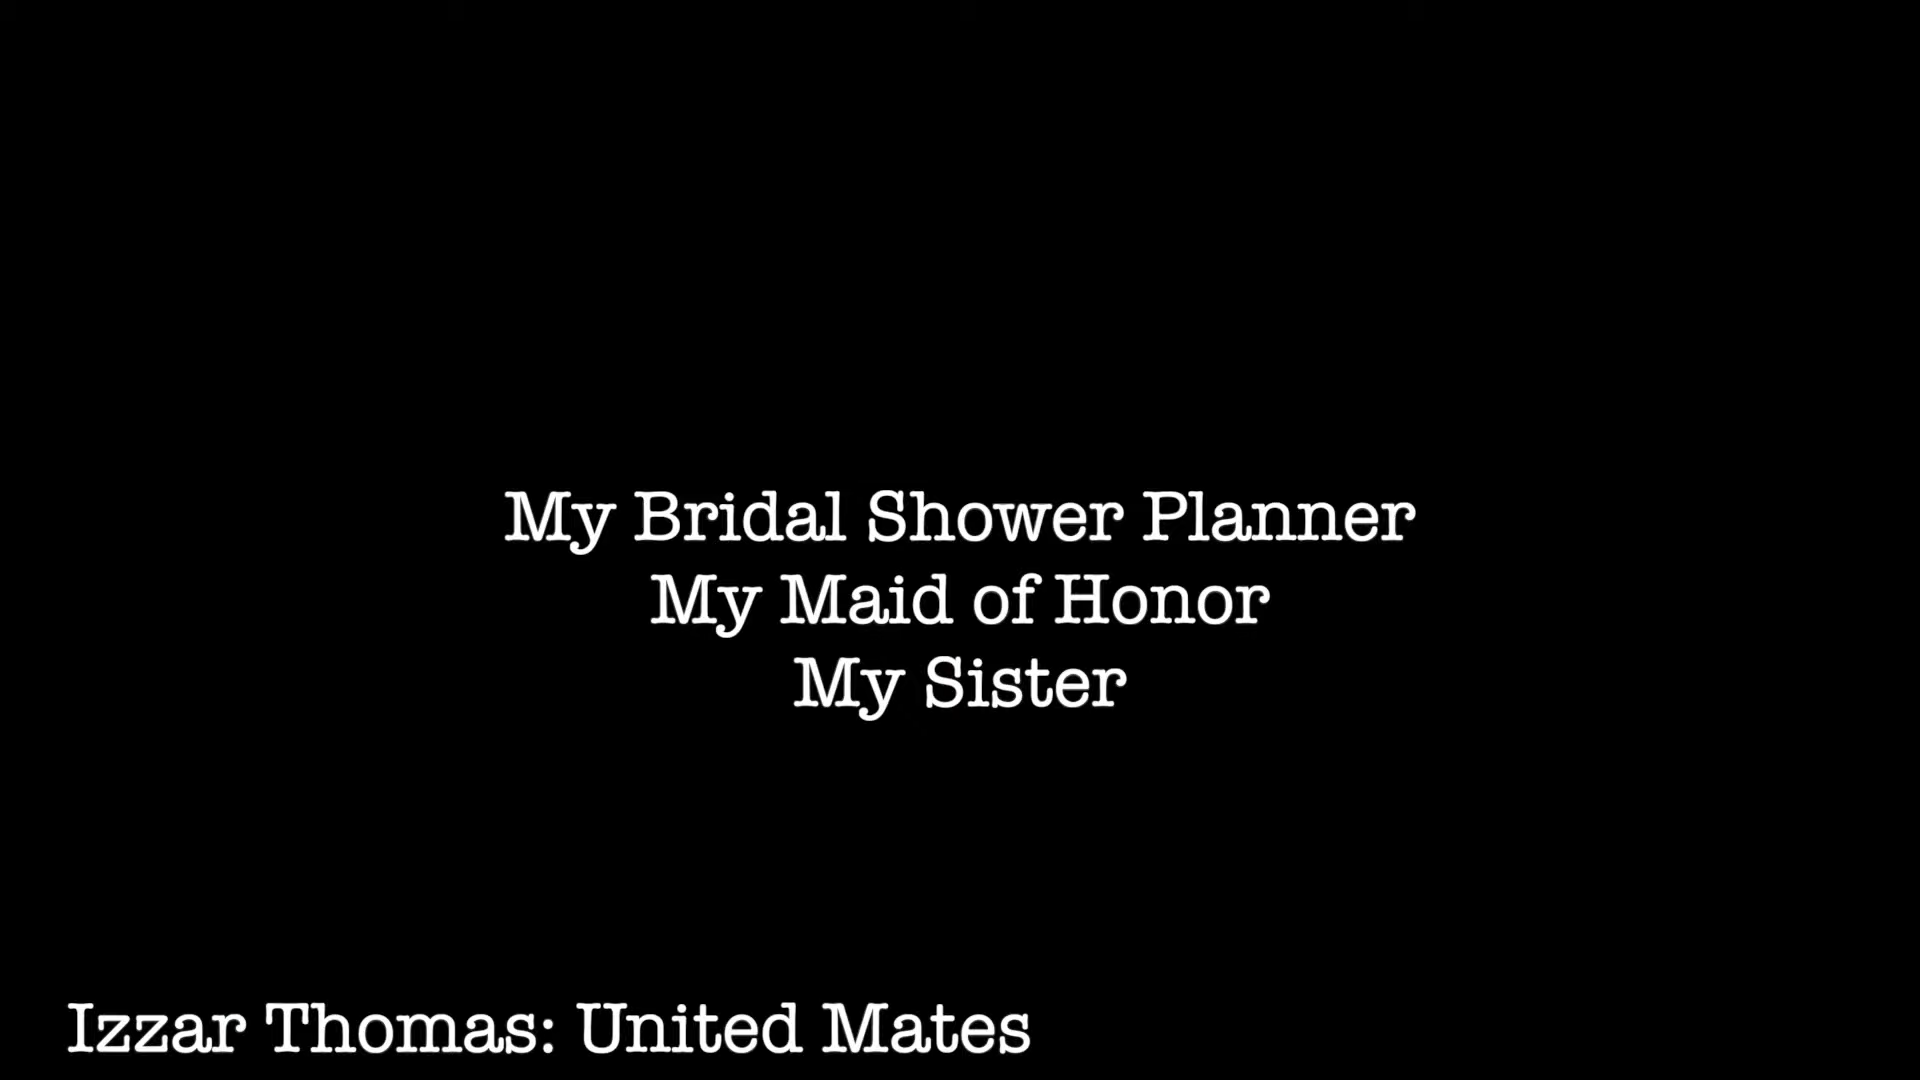 My Bridal Shower Planner
My Maid of Honor
My Sister
Izzar Thomas: United Mates